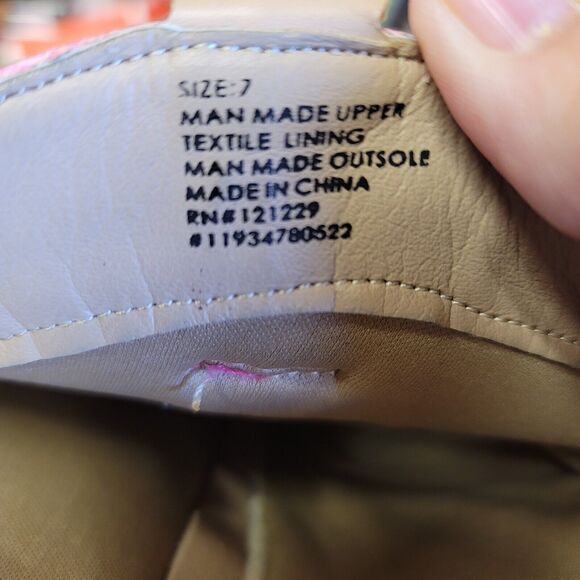 SIZE:7
MAN MADE UPPER
TEXTILE LINING
MAN MADE OUTSOLE
MADE IN CHINA
RN#121229
#11934780522